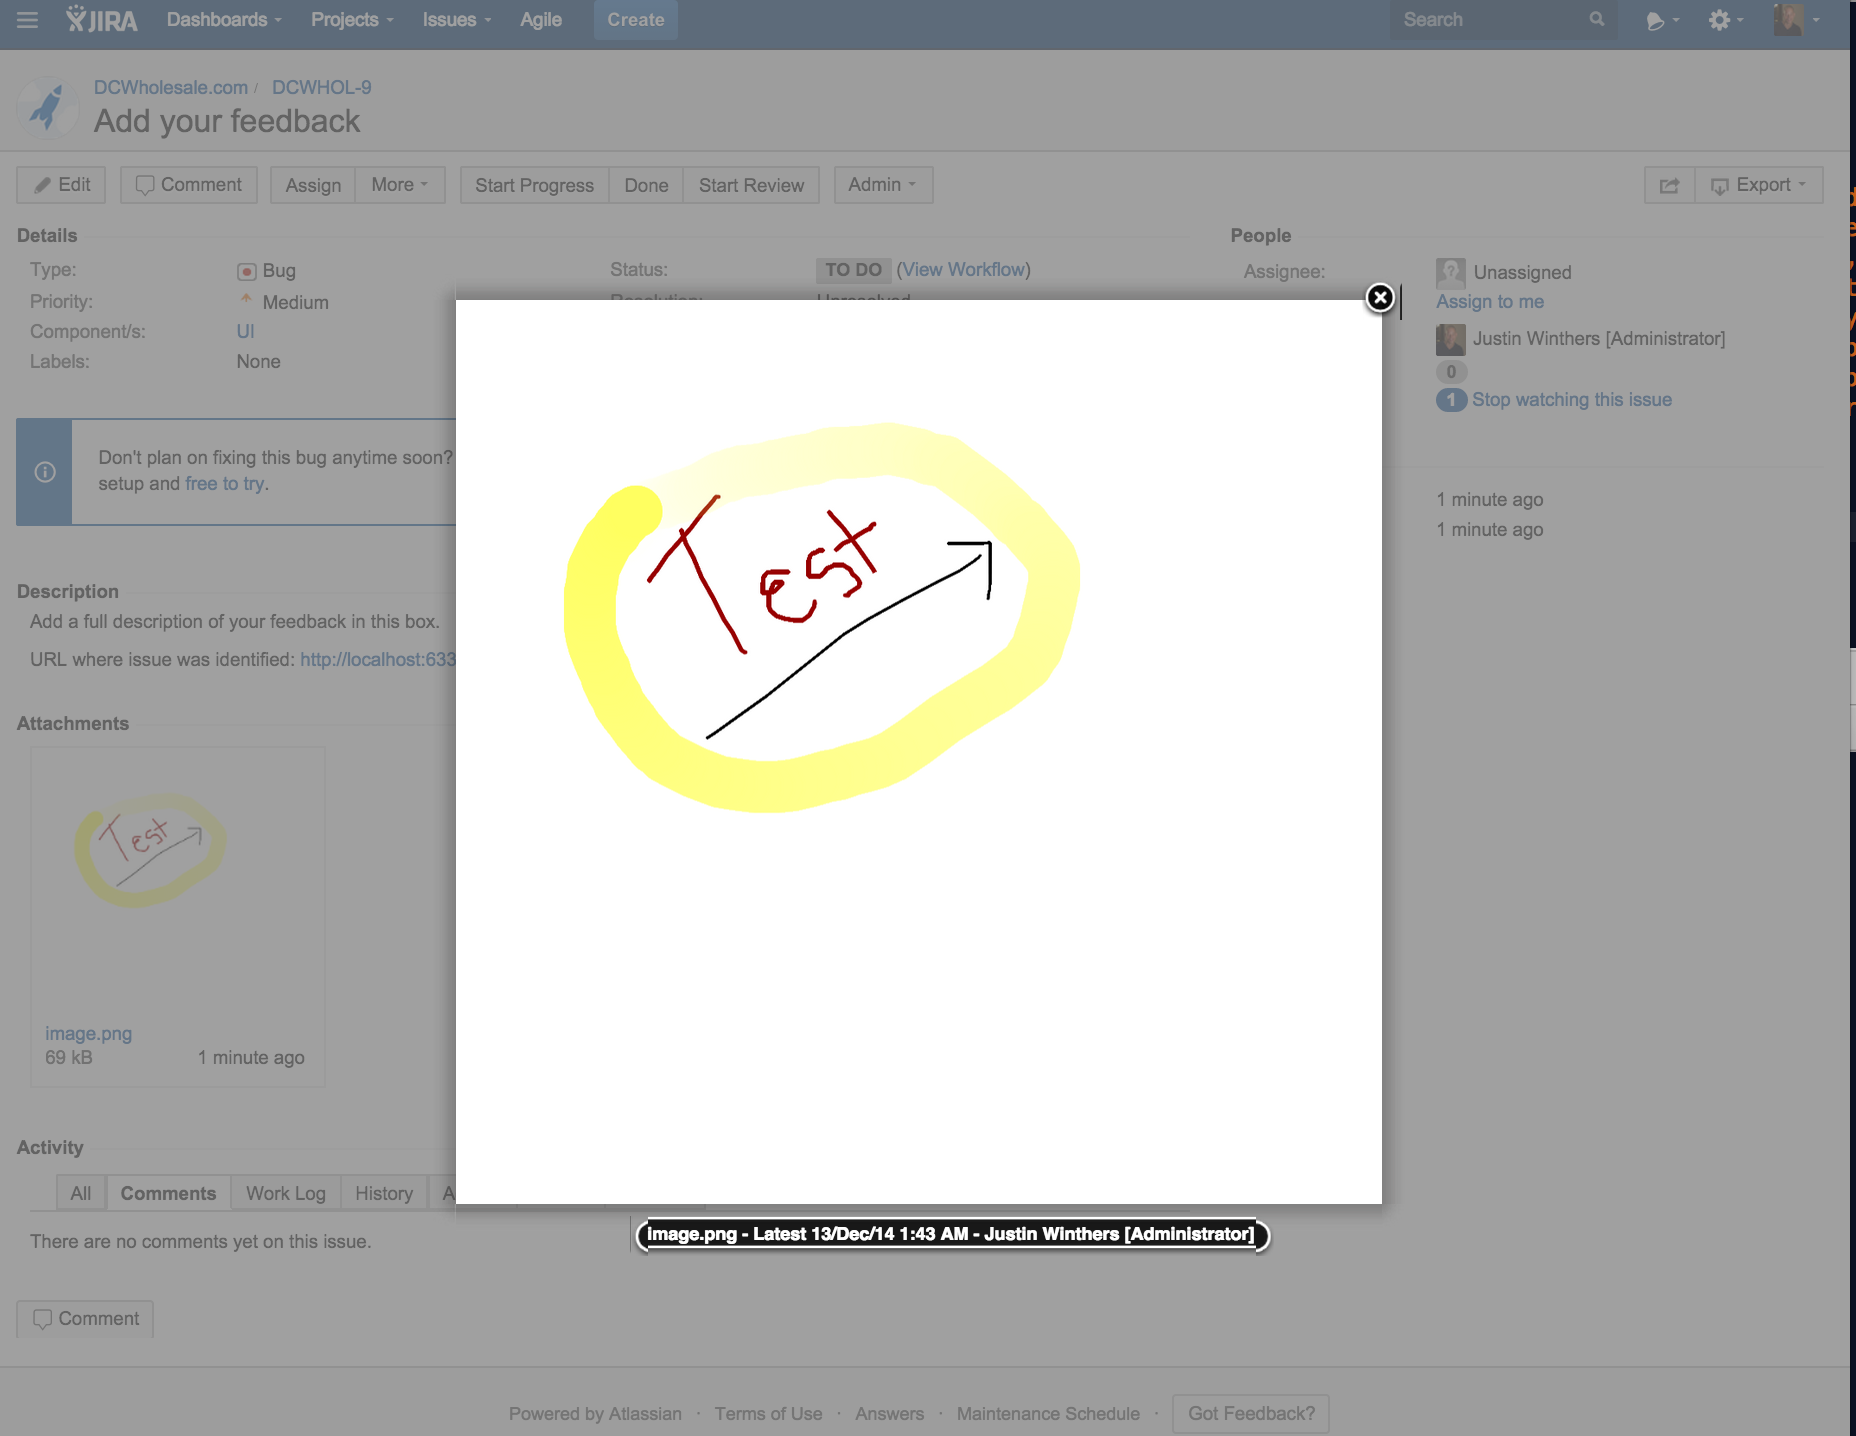 JIRA Dashboards Projects Issues Agile Create Search
DCWholesale.com / DCWHOL-9
Add your feedback
Edit Comment Assign More Start Progress Done Start Review Admin Export
Details
Type: Bug
Status: TO DO (View Workflow)
Priority: Medium
Resolution: Unresolved
Component/s: UI
Labels: None
People
Assignee: Unassigned
Assign to me
Justin Winthers [Administrator]
0
1 Stop watching this issue
Don't plan on fixing this bug anytime soon?
setup and free to try.
1 minute ago
1 minute ago
Test
Description
Add a full description of your feedback in this box.
URL where issue was identified: http://localhost:633
Attachments
Test
image.png
69 kB 1 minute ago
Activity
All Comments Work Log History A
image.png - Latest 13/Dec/14 1:43 AM - Justin Winthers [Administrator]
There are no comments yet on this issue.
Comment
Powered by Atlassian · Terms of Use · Answers · Maintenance Schedule · Got Feedback?